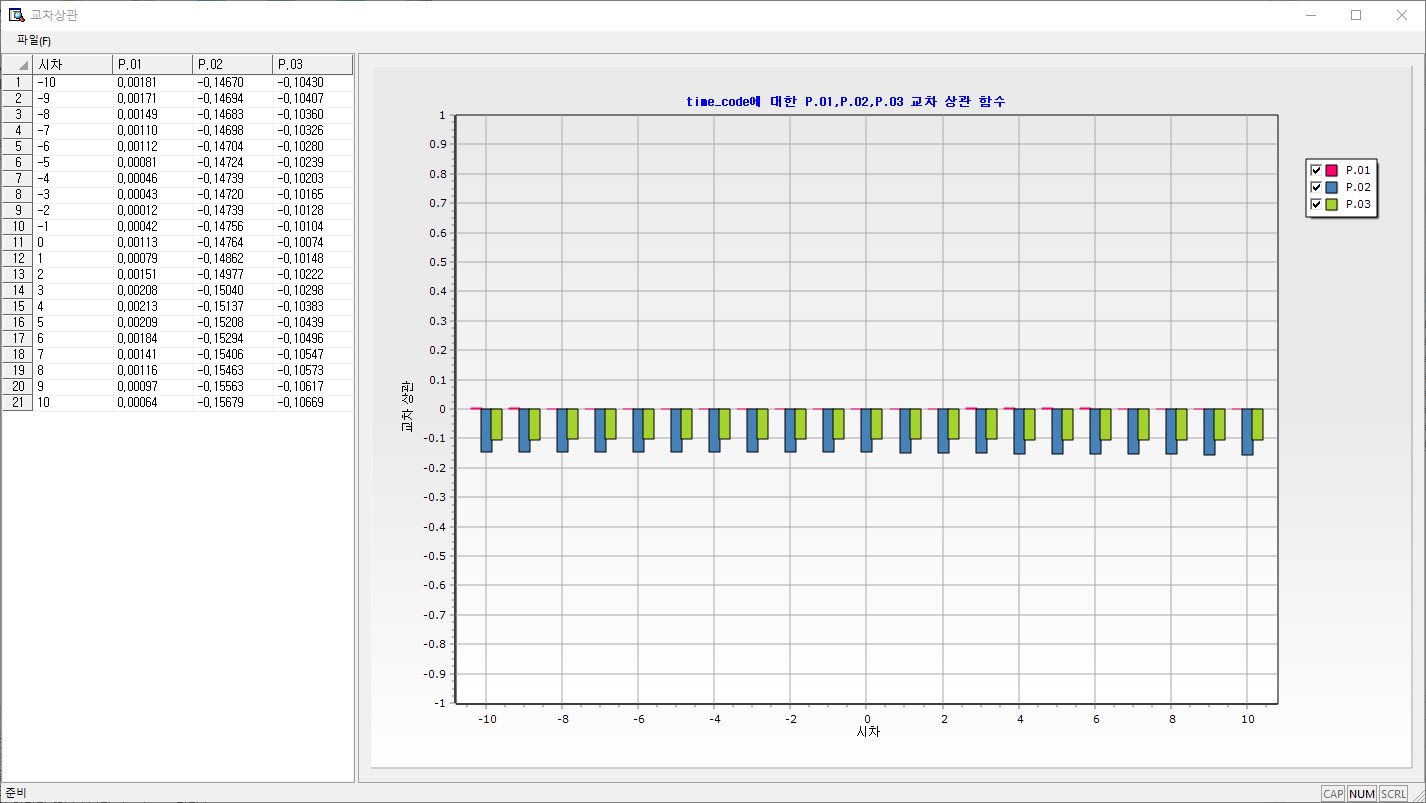 교차상관
파일(F)
시차 P.01 P.02 P.03
1 -10 0.00181 -0.14670 -0.10430
2 -9 0.00171 -0.14694 -0.10407
3 -8 0.00149 -0.14683 -0.10360
4 -7 0.00110 -0.14698 -0.10326
5 -6 0.00112 -0.14704 -0.10280
6 -5 0.00081 -0.14724 -0.10239
7 -4 0.00046 -0.14739 -0.10203
8 -3 0.00043 -0.14720 -0.10165
9 -2 0.00012 -0.14739 -0.10128
10 -1 0.00042 -0.14756 -0.10104
11 0 0.00113 -0.14764 -0.10074
12 1 0.00079 -0.14862 -0.10148
13 2 0.00151 -0.14977 -0.10222
14 3 0.00208 -0.15040 -0.10298
15 4 0.00213 -0.15137 -0.10383
16 5 0.00209 -0.15208 -0.10439
17 6 0.00184 -0.15294 -0.10496
18 7 0.00141 -0.15406 -0.10547
19 8 0.00116 -0.15463 -0.10573
20 9 0.00097 -0.15563 -0.10617
21 10 0.00064 -0.15679 -0.10669
time_code에 대한 P.01,P.02,P.03 교차 상관 함수
교차 상관
1
0.9
0.8
0.7
0.6
0.5
0.4
0.3
0.2
0.1
0
-0.1
-0.2
-0.3
-0.4
-0.5
-0.6
-0.7
-0.8
-0.9
-1
-10 -8 -6 -4 -2 0 2 4 6 8 10
시차
P.01
P.02
P.03
준비
CAP NUM SCRL